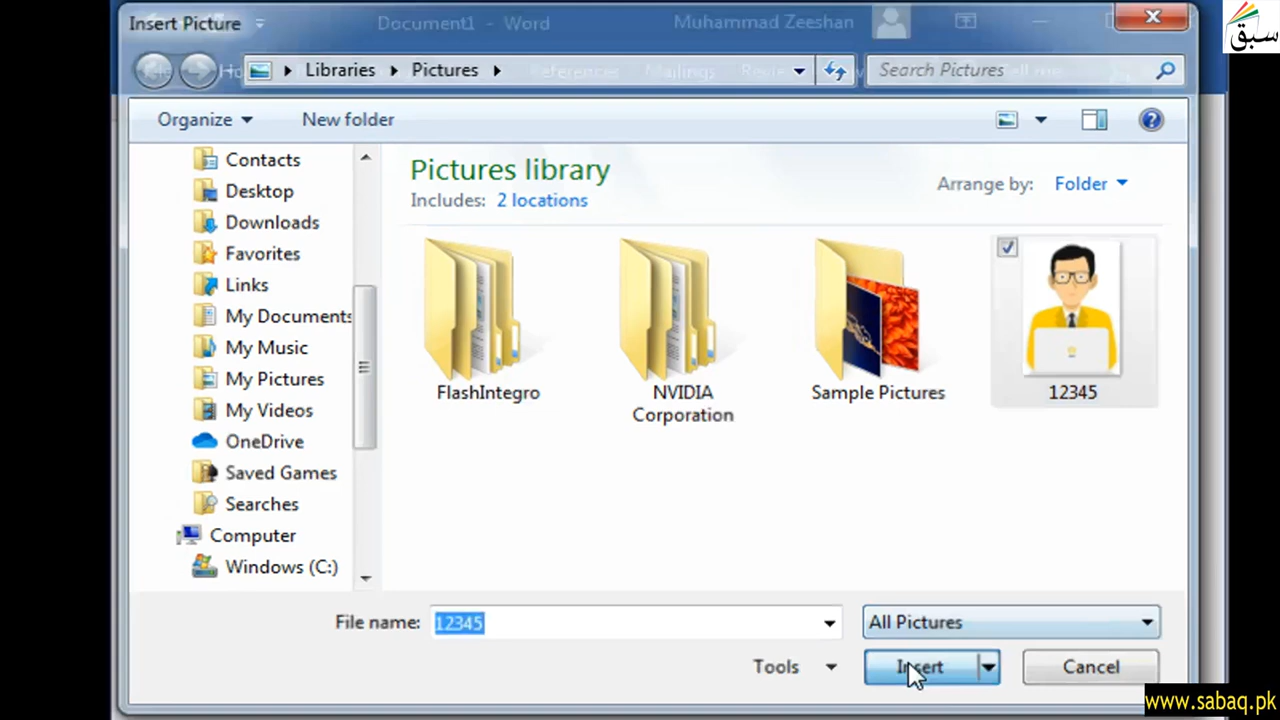 Insert Picture
Document1 - Word
Muhammad Zeeshan
سبق
Libraries
Pictures
Search Pictures
References
Mailings
Organize
New folder
Contacts
Desktop
Downloads
Favorites
Links
My Documents
My Music
My Pictures
My Videos
OneDrive
Saved Games
Searches
Computer
Windows (C:)
Pictures library
Includes: 2 locations
Arrange by: Folder
FlashIntegro
NVIDIA
Corporation
Sample Pictures
12345
File name: 12345
All Pictures
Tools
Insert
Cancel
www.sabaq.pk